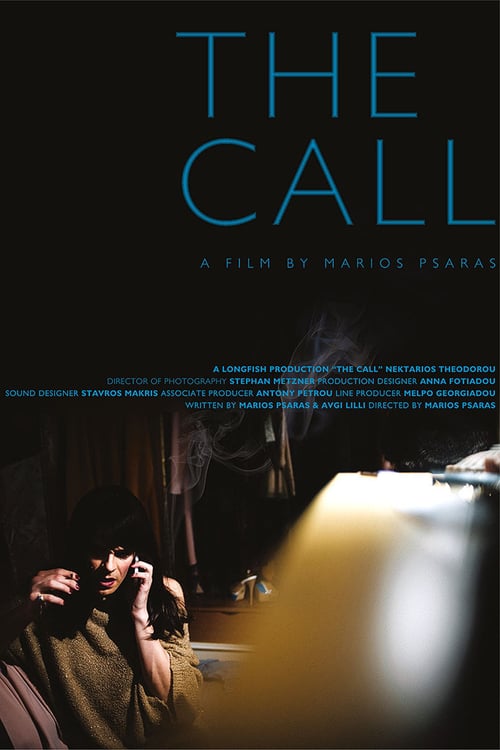 THE
CALL
A FILM BY MARIOS PSARAS
A LONGFISH PRODUCTION "THE CALL" NEKTARIOS THEODOROU
DIRECTOR OF PHOTOGRAPHY STEPHAN METZNER PRODUCTION DESIGNER ANNA FOTIADOU
SOUND DESIGNER STAVROS MAKRIS ASSOCIATE PRODUCER ANTONY PETROU LINE PRODUCER MELPO GEORGIADOU
WRITTEN BY MARIOS PSARAS & AVGI LILLI DIRECTED BY MARIOS PSARAS